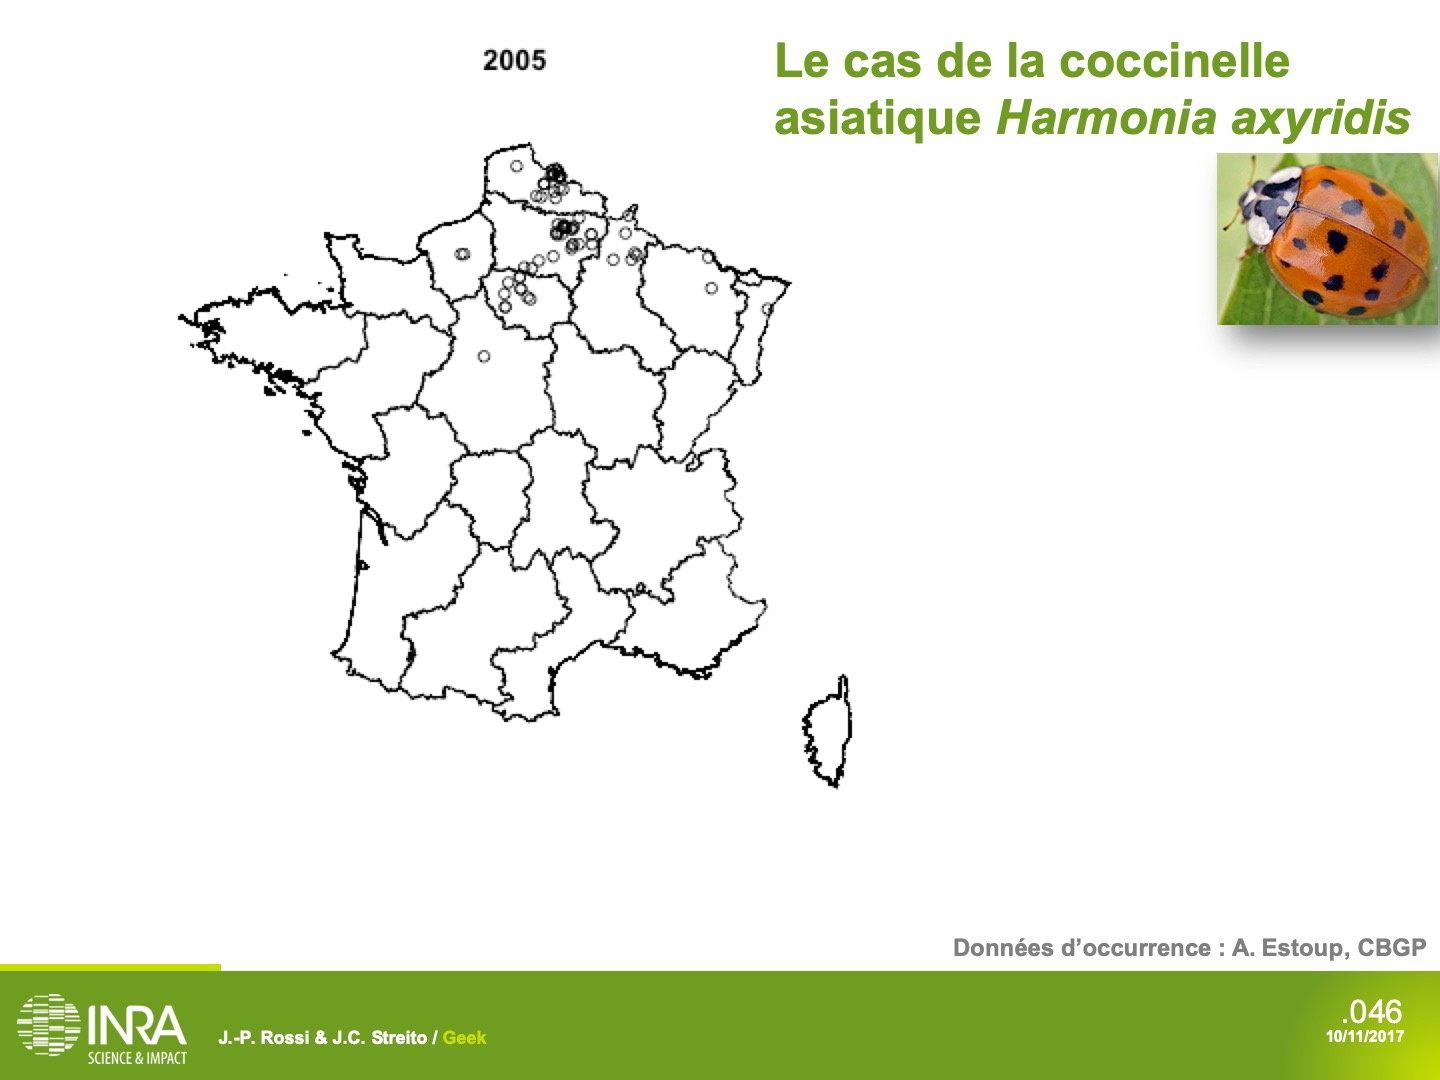 2005
Le cas de la coccinelle
asiatique Harmonia axyridis
Données d’occurrence : A. Estoup, CBGP
INRA
SCIENCE & IMPACT
J.-P. Rossi & J.C. Streito / Geek
.046
10/11/2017